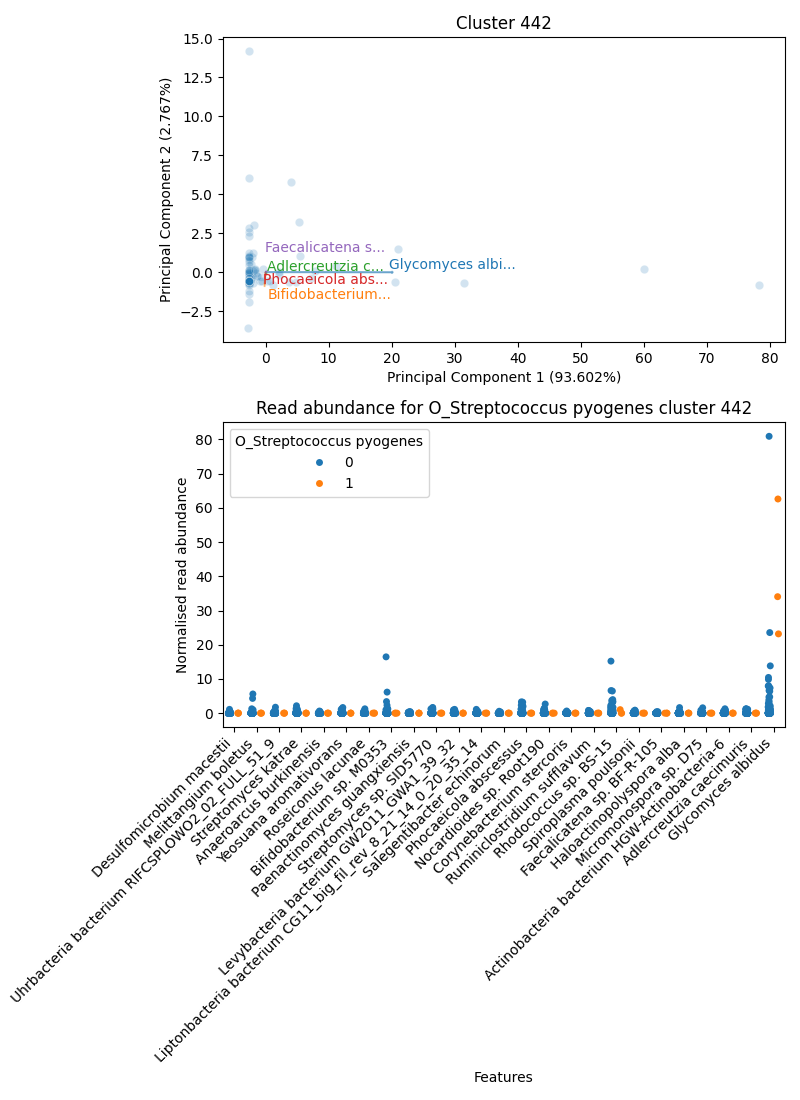 Cluster 442
15.0
12.5
10.0
7.5
5.0
2.5
0.0
−2.5
Principal Component 2 (2.767%)
Faecalicatena s...
Adlercreutzia c...
Glycomyces albi...
Phocaeicola abs...
Bifidobacterium...
0 10 20 30 40 50 60 70 80
Principal Component 1 (93.602%)
Read abundance for O_Streptococcus pyogenes cluster 442
O_Streptococcus pyogenes
0
1
80
70
60
50
40
30
20
10
0
Normalised read abundance
Desulfomicrobium macestii
Melittangium boletus
Uhrbacteria bacterium RIFCSPLOWO2_02_FULL_51_9
Streptomyces katrae
Anaeroarcus burkinensis
Yeosuana aromativorans
Roseiconus lacunae
Bifidobacterium sp. M0353
Paenactinomyces guangxiensis
Streptomyces sp. SID5770
Levybacteria bacterium GW2011_GWA1_39_32
Liptonbacteria bacterium CG11_big_fil_rev_8_21_14_0_20_35_14
Salegentibacter echinorum
Phocaeicola abscessus
Nocardioides sp. Root190
Corynebacterium stercoris
Ruminiclostridium sufflavum
Rhodococcus sp. BS-15
Spiroplasma poulsonii
Faecalicatena sp. BF-R-105
Haloactinopolyspora alba
Micromonospora sp. D75
Actinobacteria bacterium HGW-Actinobacteria-6
Adlercreutzia caecimuris
Glycomyces albidus
Features